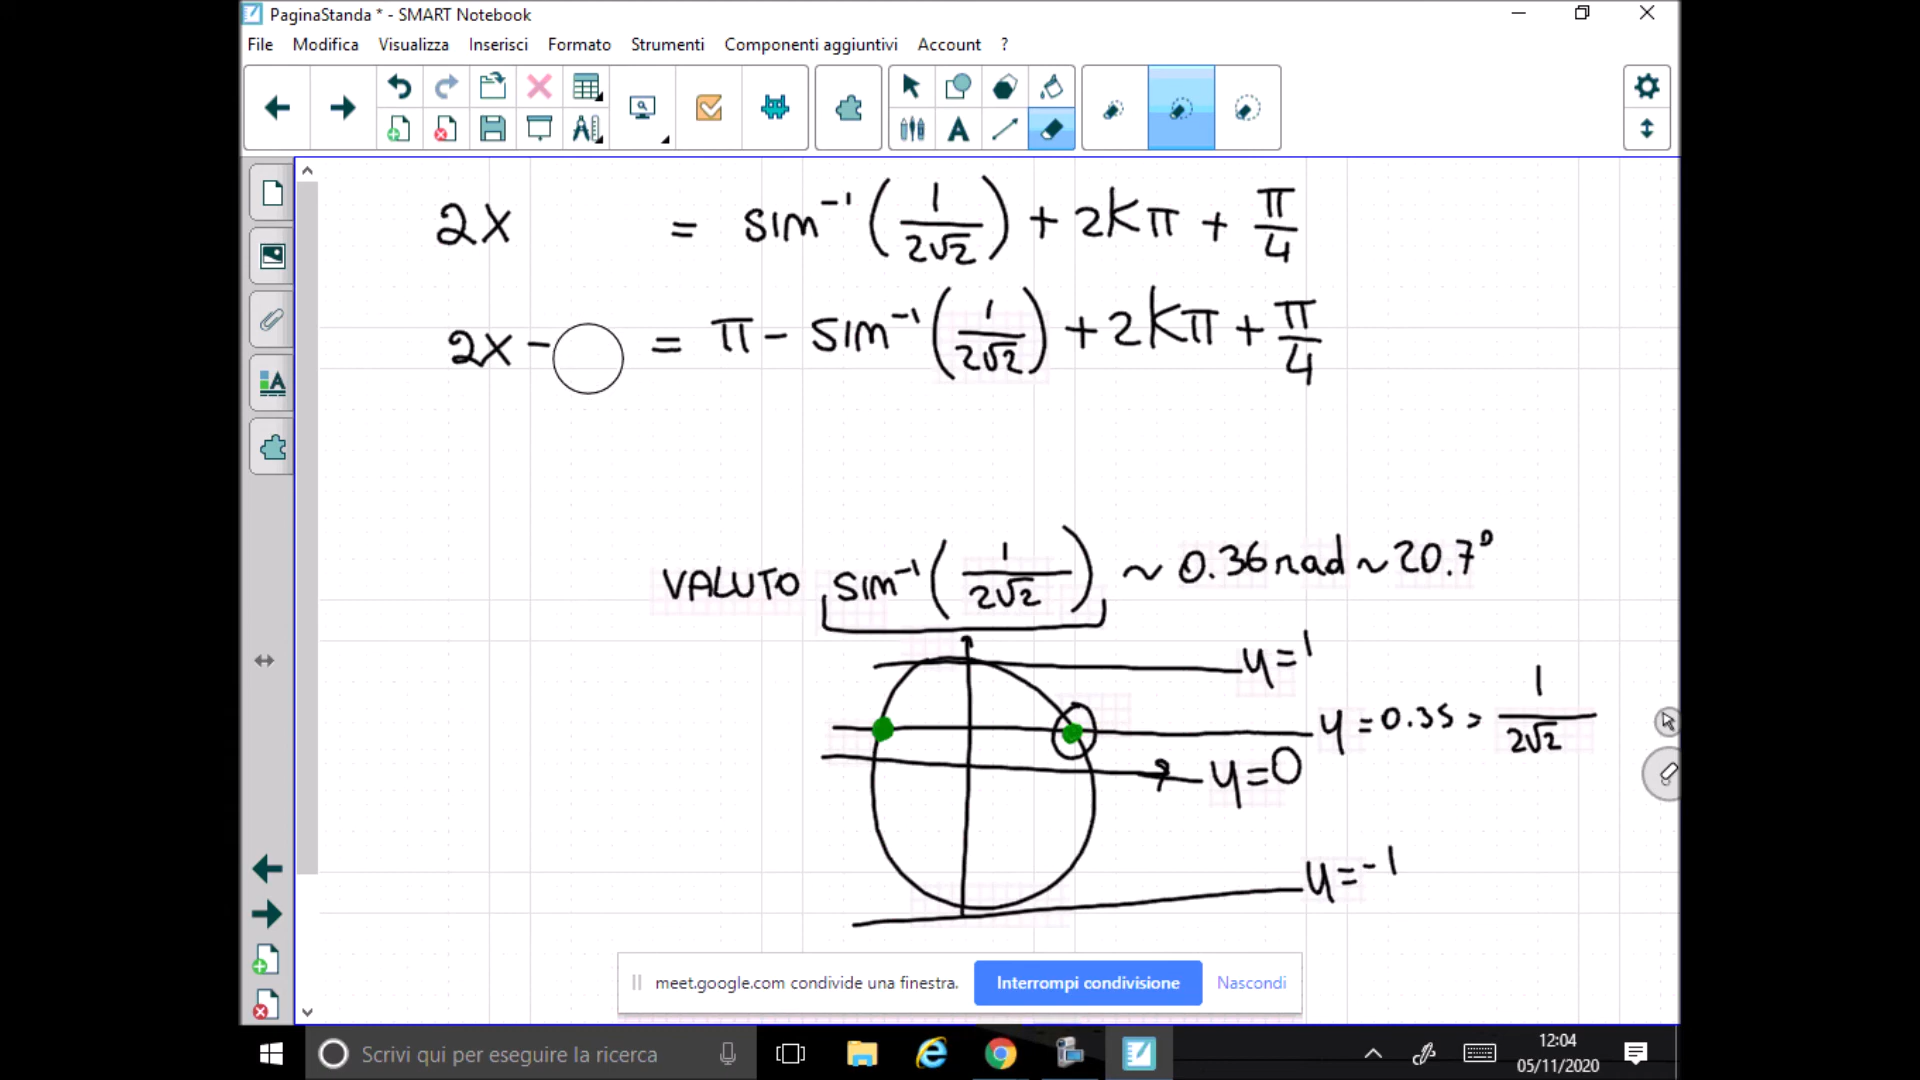 PaginaStanda * - SMART Notebook
File Modifica Visualizza Inserisci Formato Strumenti Componenti aggiuntivi Account ?
2x = sin⁻¹(1/2√2) + 2kπ + π/4
2x - = π - sin⁻¹(1/2√2) + 2kπ + π/4
VALUTO sin⁻¹(1/2√2) ~ 0.36 rad ~ 20.7°
y=1
y=0.35 = 1/2√2
y=0
y=-1
meet.google.com condivide una finestra. Interrompi condivisione Nascondi
Scrivi qui per eseguire la ricerca
12:04
05/11/2020